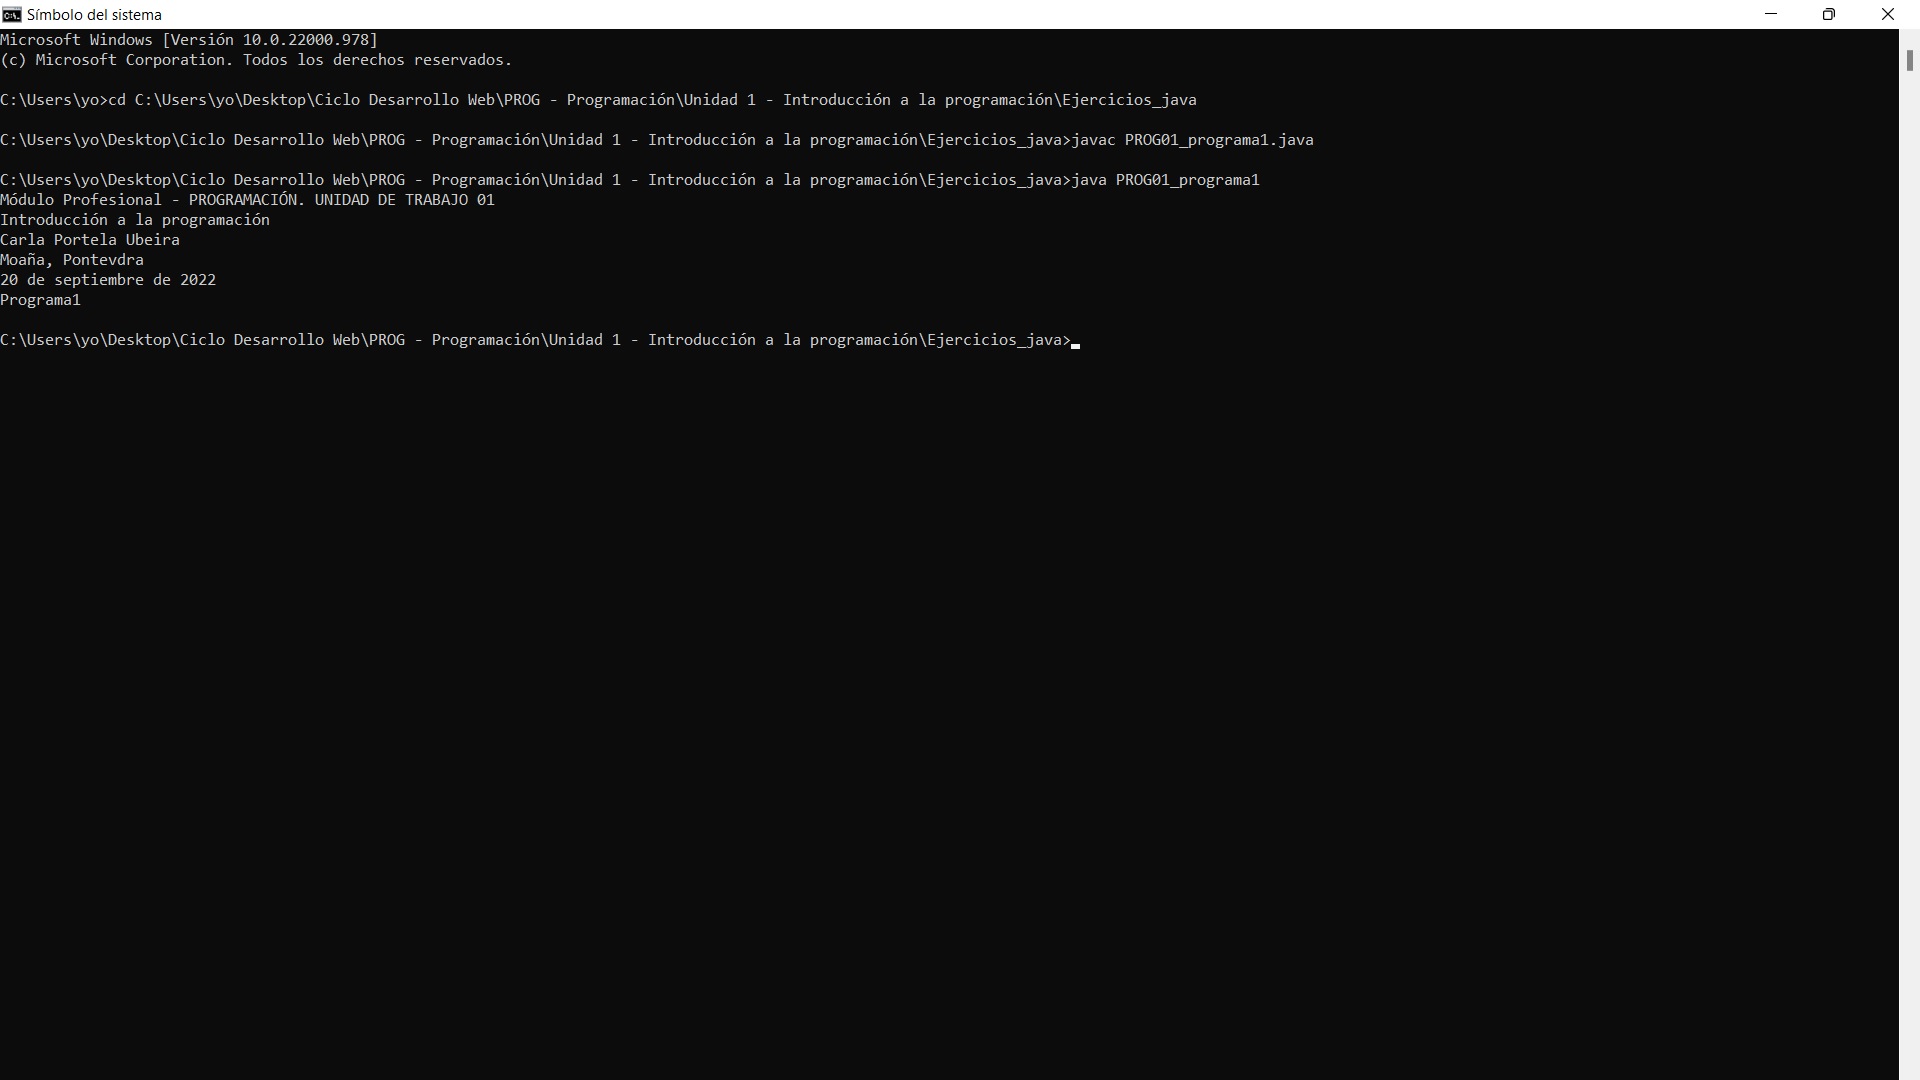 Símbolo del sistema
Microsoft Windows [Versión 10.0.22000.978]
(c) Microsoft Corporation. Todos los derechos reservados.
C:\Users\yo>cd C:\Users\yo\Desktop\Ciclo Desarrollo Web\PROG - Programación\Unidad 1 - Introducción a la programación\Ejercicios_java
C:\Users\yo\Desktop\Ciclo Desarrollo Web\PROG - Programación\Unidad 1 - Introducción a la programación\Ejercicios_java>javac PROG01_programa1.java
C:\Users\yo\Desktop\Ciclo Desarrollo Web\PROG - Programación\Unidad 1 - Introducción a la programación\Ejercicios_java>java PROG01_programa1
Módulo Profesional - PROGRAMACIÓN. UNIDAD DE TRABAJO 01
Introducción a la programación
Carla Portela Ubeira
Moaña, Pontevdra
20 de septiembre de 2022
Programa1
C:\Users\yo\Desktop\Ciclo Desarrollo Web\PROG - Programación\Unidad 1 - Introducción a la programación\Ejercicios_java>